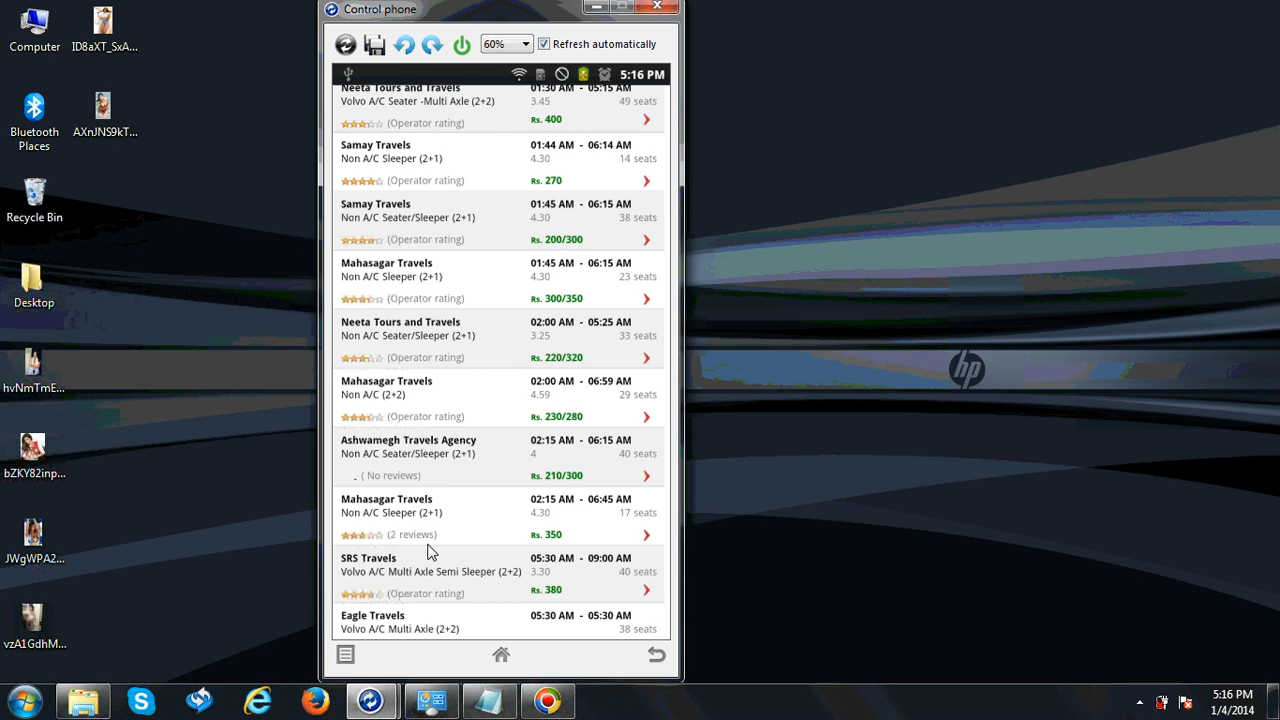 Control phone
60%
Refresh automatically
5:16 PM
Neeta Tours and Travels 01:30 AM - 05:15 AM
Volvo A/C Seater -Multi Axle (2+2) 3.45 49 seats
(Operator rating) Rs. 400
Samay Travels 01:44 AM - 06:14 AM
Non A/C Sleeper (2+1) 4.30 14 seats
(Operator rating) Rs. 270
Samay Travels 01:45 AM - 06:15 AM
Non A/C Seater/Sleeper (2+1) 4.30 38 seats
(Operator rating) Rs. 200/300
Mahasagar Travels 01:45 AM - 06:15 AM
Non A/C Sleeper (2+1) 4.30 23 seats
(Operator rating) Rs. 300/350
Neeta Tours and Travels 02:00 AM - 05:25 AM
Non A/C Seater/Sleeper (2+1) 3.25 33 seats
(Operator rating) Rs. 220/320
Mahasagar Travels 02:00 AM - 06:59 AM
Non A/C (2+2) 4.59 29 seats
(Operator rating) Rs. 230/280
Ashwamegh Travels Agency 02:15 AM - 06:15 AM
Non A/C Seater/Sleeper (2+1) 4 40 seats
( No reviews) Rs. 210/300
Mahasagar Travels 02:15 AM - 06:45 AM
Non A/C Sleeper (2+1) 4.30 17 seats
(2 reviews) Rs. 350
SRS Travels 05:30 AM - 09:00 AM
Volvo A/C Multi Axle Semi Sleeper (2+2) 3.30 40 seats
(Operator rating) Rs. 380
Eagle Travels 05:30 AM - 05:30 AM
Volvo A/C Multi Axle (2+2) 38 seats
Computer
ID8aXT_SxA...
Bluetooth
Places
AXnJNS9kT...
Recycle Bin
Desktop
hvNmTmE...
bZKY82inp...
JWgWPA2...
vzA1GdhM...
hp
5:16 PM
1/4/2014